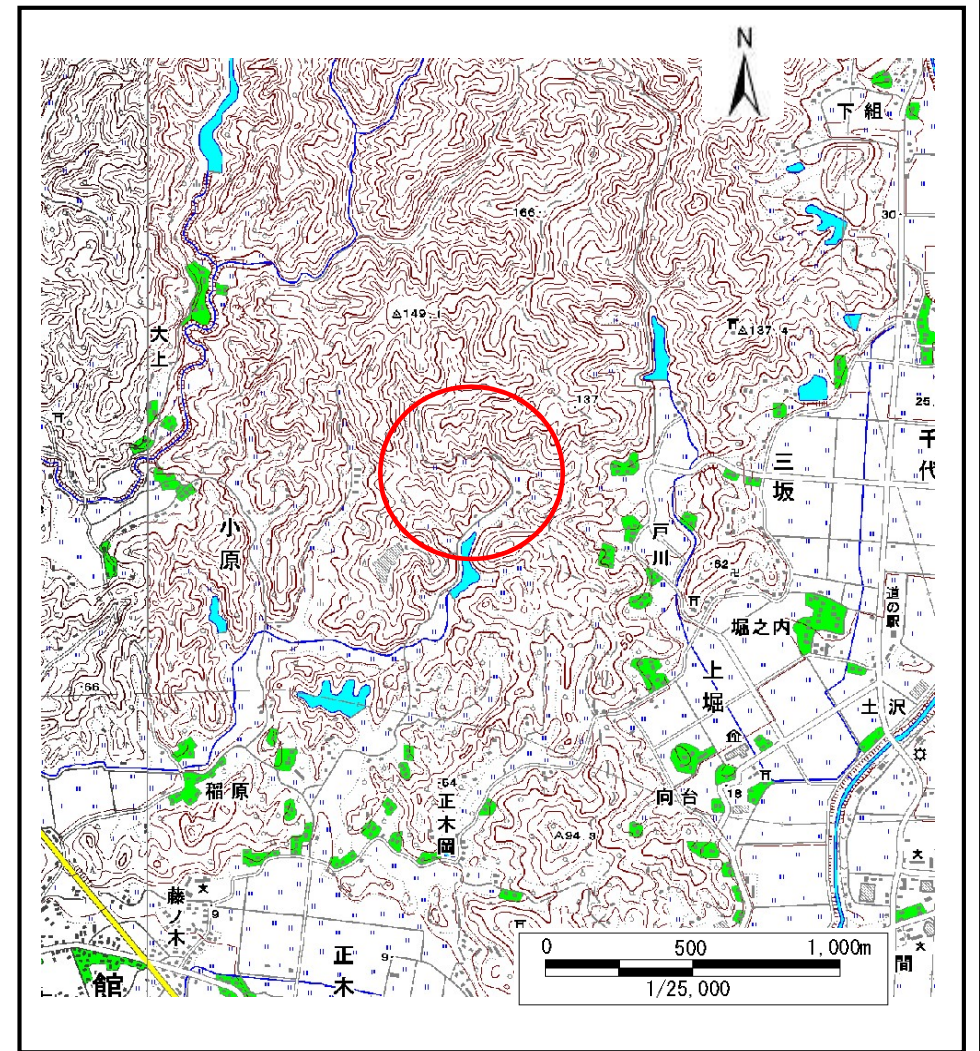 N
下組
30
166
大上
△149.1
△137.4
137
25
千代
三坂
小原
戸川
62
道の駅
堀之内
66
上堀
土沢
稲原
64
正木岡
向台
18
△94.3
藤ノ木
9
正木
9
館
間
0 500 1,000m
1/25,000